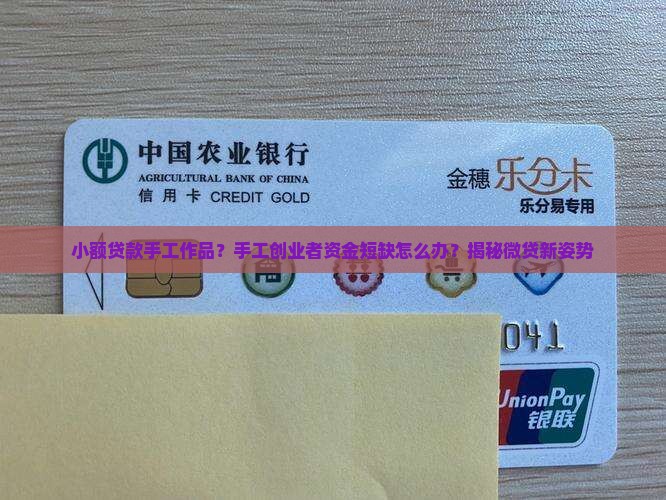 中国农业银行
AGRICULTURAL BANK OF CHINA
信用卡 CREDIT GOLD
金穗 乐分卡
乐分易专用
小额贷款手工作品？手工创业者资金短缺怎么办？揭秘微贷新姿势
041
UnionPay
银联